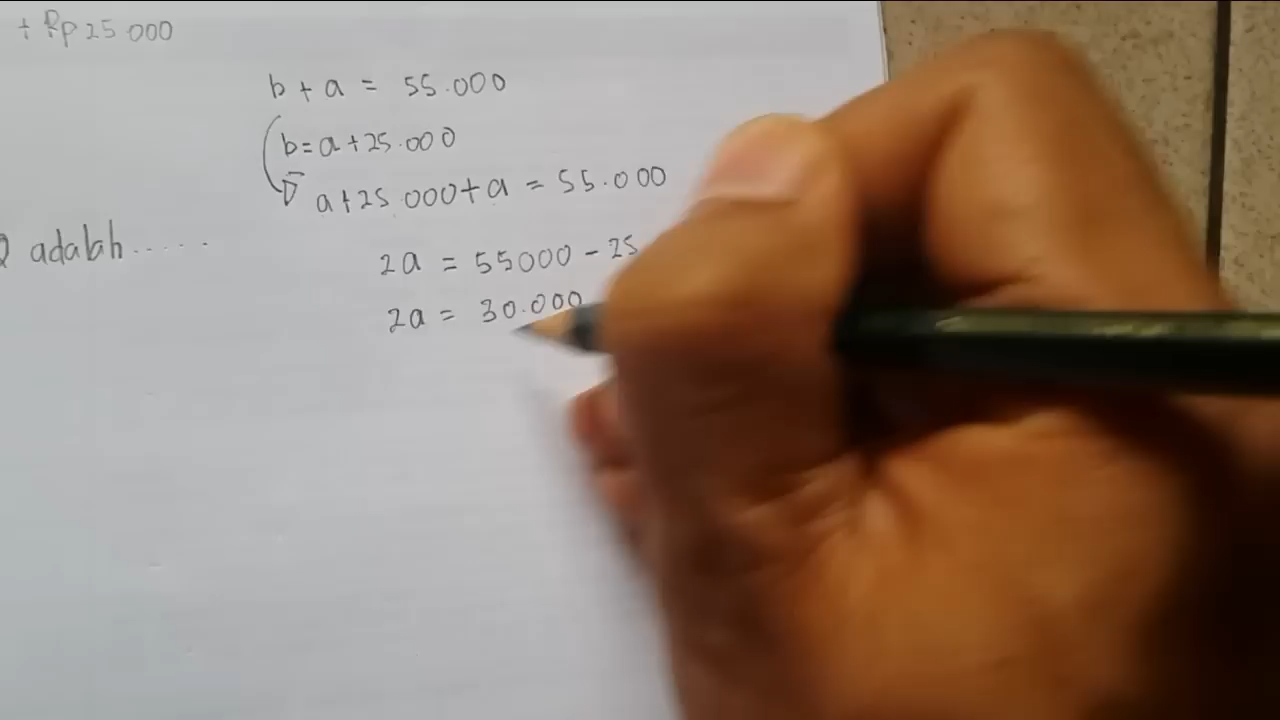 + Rp 25 000
b + a = 55.000
b = a + 25.000
a + 25.000 + a = 55.000
adalah.....
2a = 55000 - 25
2a = 30.000